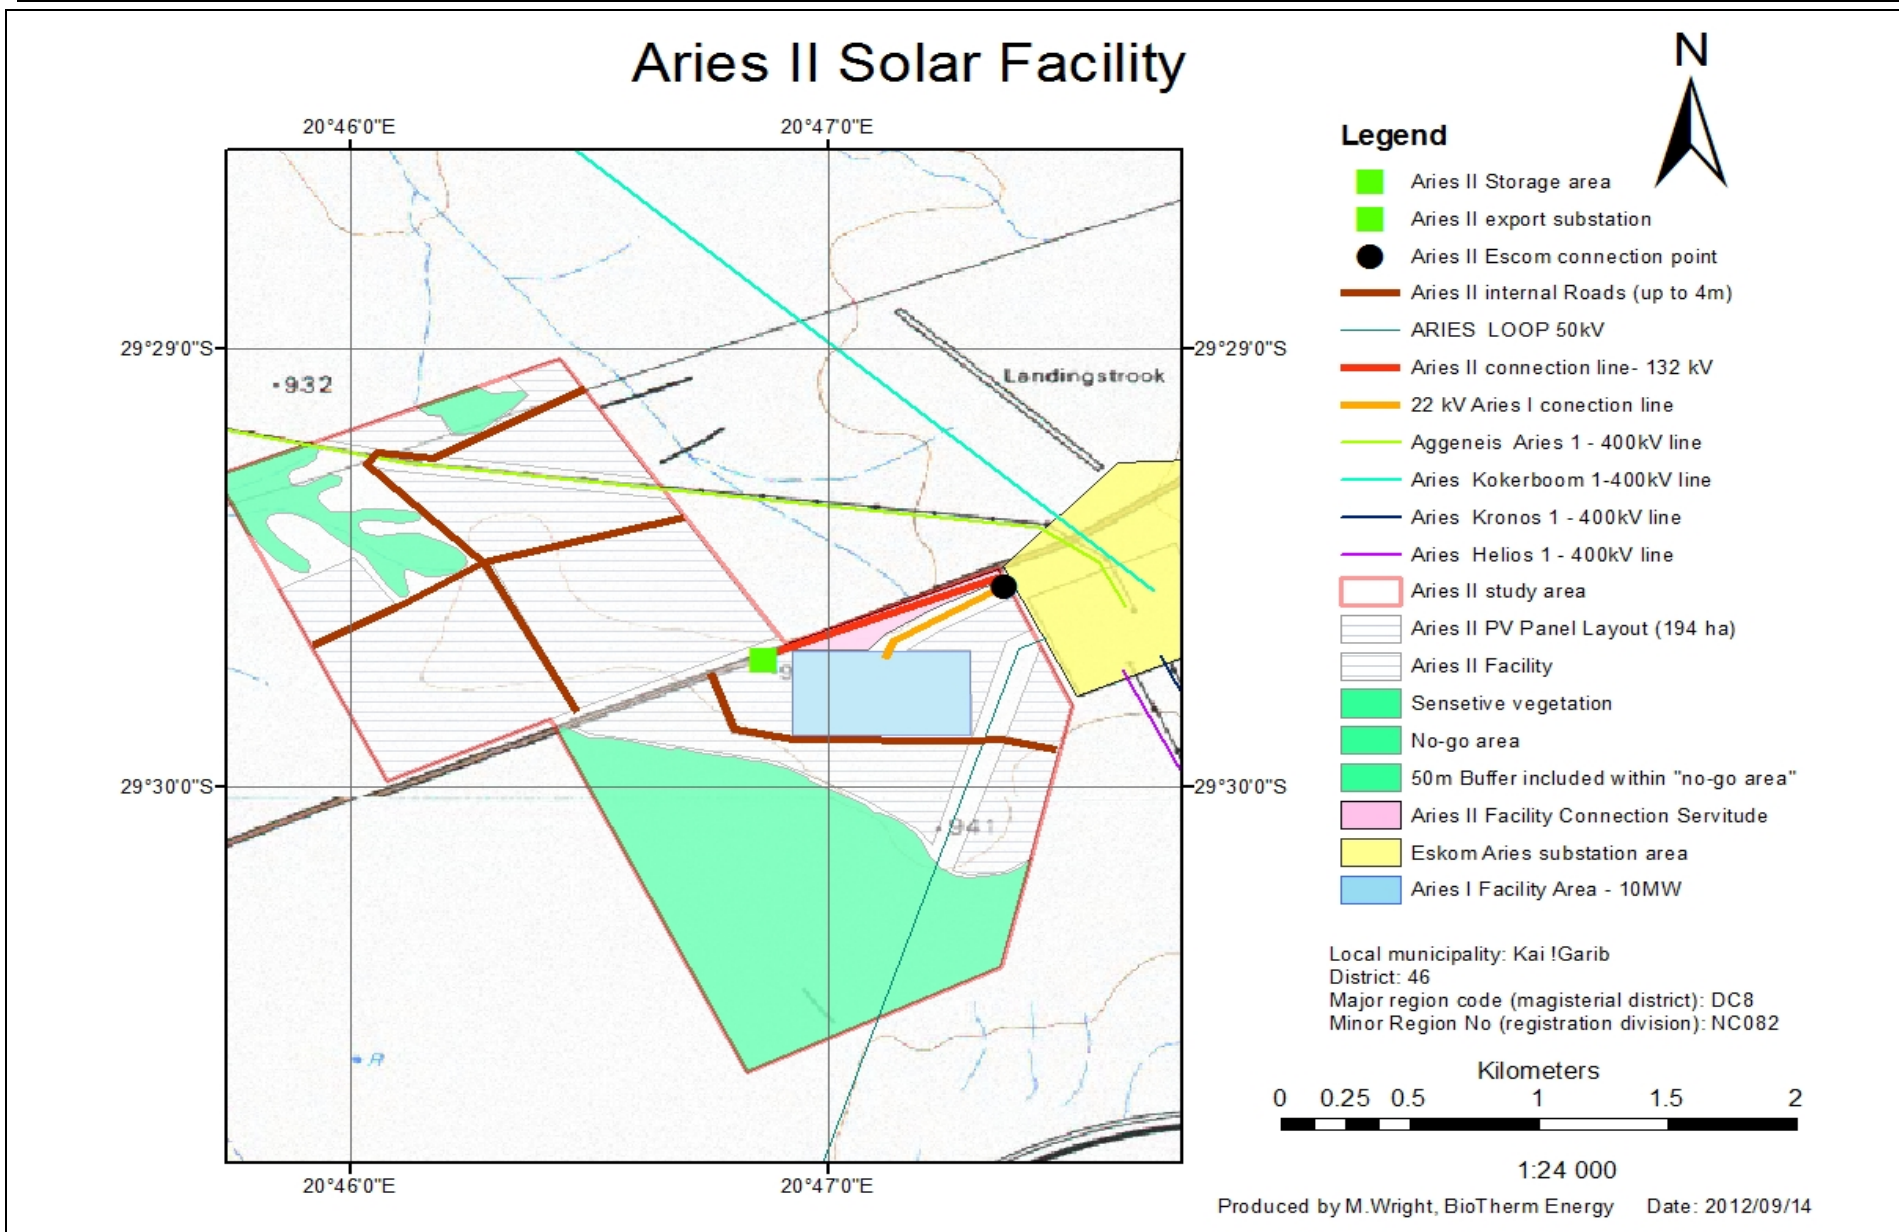 Aries II Solar Facility
N
20°46'0"E
20°47'0"E
Legend
Aries II Storage area
Aries II export substation
Aries II Escom connection point
Aries II internal Roads (up to 4m)
ARIES LOOP 50kV
Aries II connection line- 132 kV
22 kV Aries I conection line
Aggeneis Aries 1 - 400kV line
Aries Kokerboom 1-400kV line
Aries Kronos 1 - 400kV line
Aries Helios 1 - 400kV line
Aries II study area
Aries II PV Panel Layout (194 ha)
Aries II Facility
Sensetive vegetation
No-go area
50m Buffer included within "no-go area"
Aries II Facility Connection Servitude
Eskom Aries substation area
Aries I Facility Area - 10MW
29°29'0"S
29°29'0"S
932
Landingstrook
9
29°30'0"S
29°30'0"S
941
R
20°46'0"E
20°47'0"E
Local municipality: Kai !Garib
District: 46
Major region code (magisterial district): DC8
Minor Region No (registration division): NC082
Kilometers
0 0.25 0.5 1 1.5 2
1:24 000
Produced by M.Wright, BioTherm Energy Date: 2012/09/14